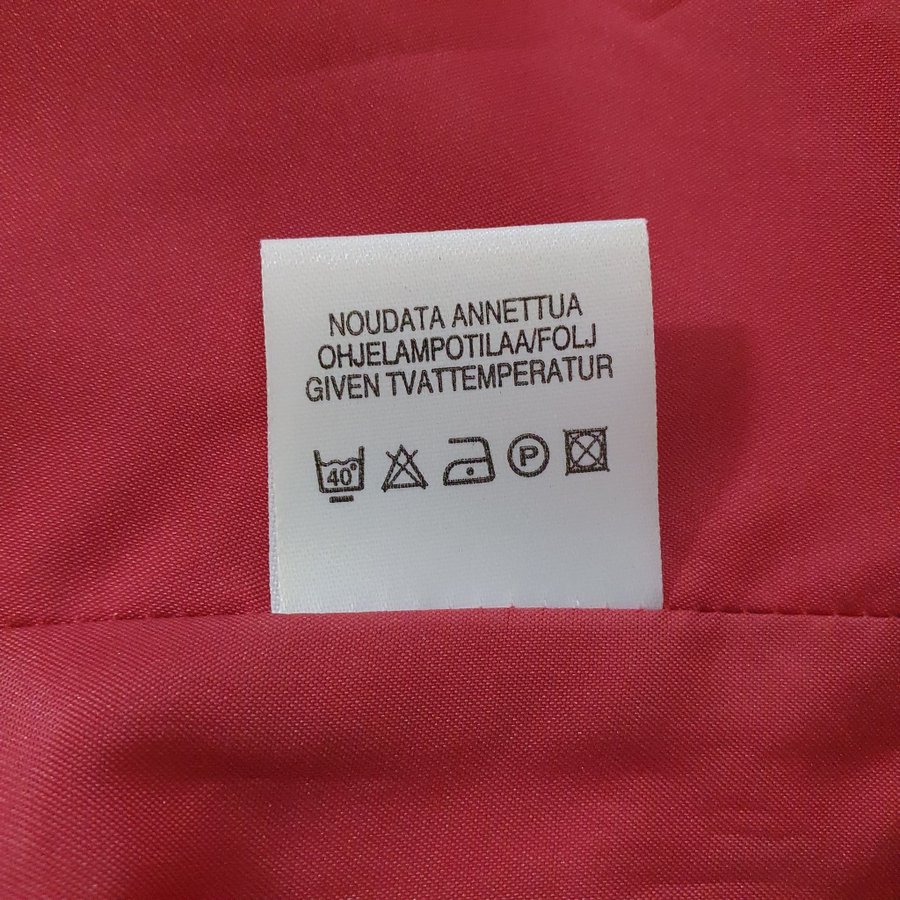 NOUDATA ANNETTUA
OHJELAMPOTILAA/FOLJ
GIVEN TVATTEMPERATUR
40° P